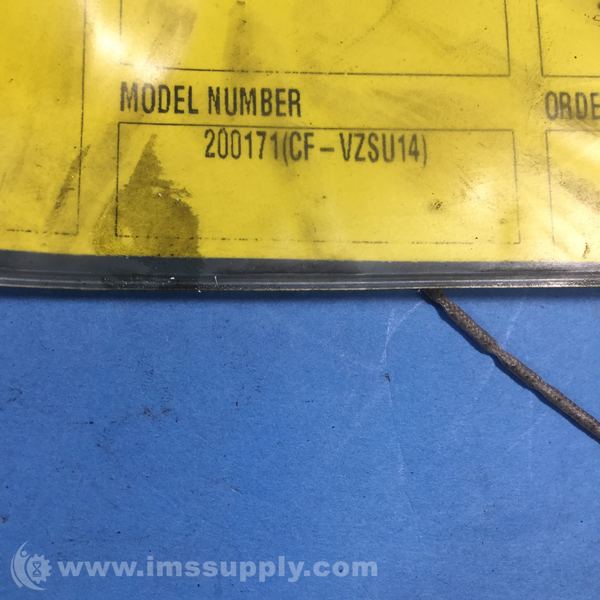 MODEL NUMBER
ORDE
200171(CF-VZSU14)
www.imssupply.com